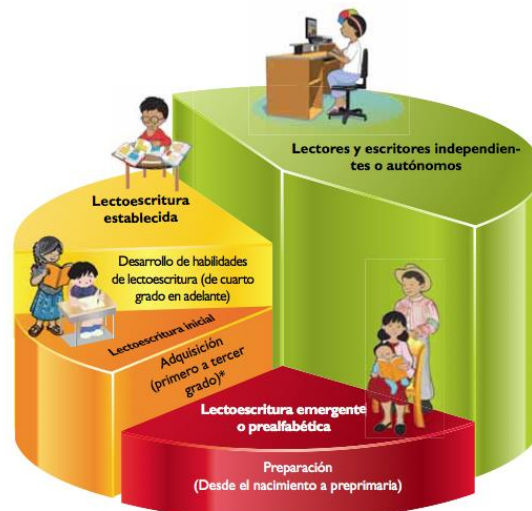 Lectores y escritores independien-
tes o autónomos
Lectoescritura
establecida
Desarrollo de habilidades
de lectoescritura (de cuarto
grado en adelante)
Lectoescritura inicial
Adquisición
(primero a tercer
grado)*
Lectoescritura emergente
o prealfabética
Preparación
(Desde el nacimiento a preprimaria)